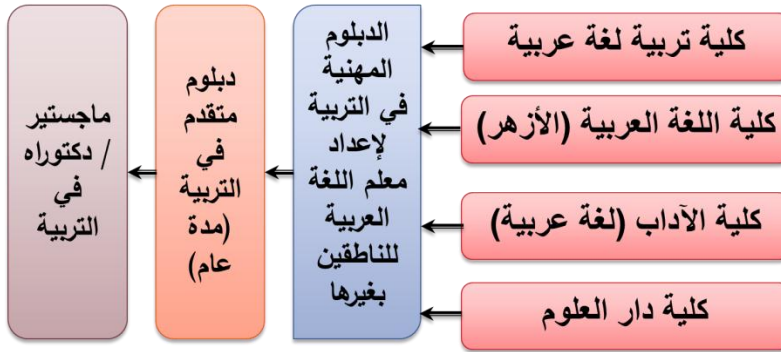 كلية تربية لغة عربية
كلية اللغة العربية (الأزهر)
كلية الآداب (لغة عربية)
كلية دار العلوم
الدبلوم
المهنية
في التربية
لإعداد
معلم اللغة
العربية
للناطقين
بغيرها
دبلوم
متقدم
في
التربية
(مدة
عام)
ماجستير
/ دكتوراه
في
التربية